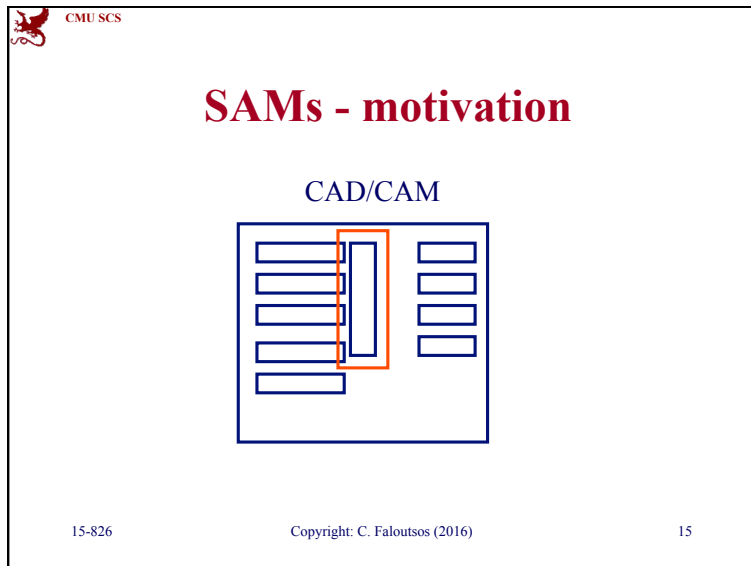 CMU SCS
SAMs - motivation
CAD/CAM
15-826 Copyright: C. Faloutsos (2016) 15